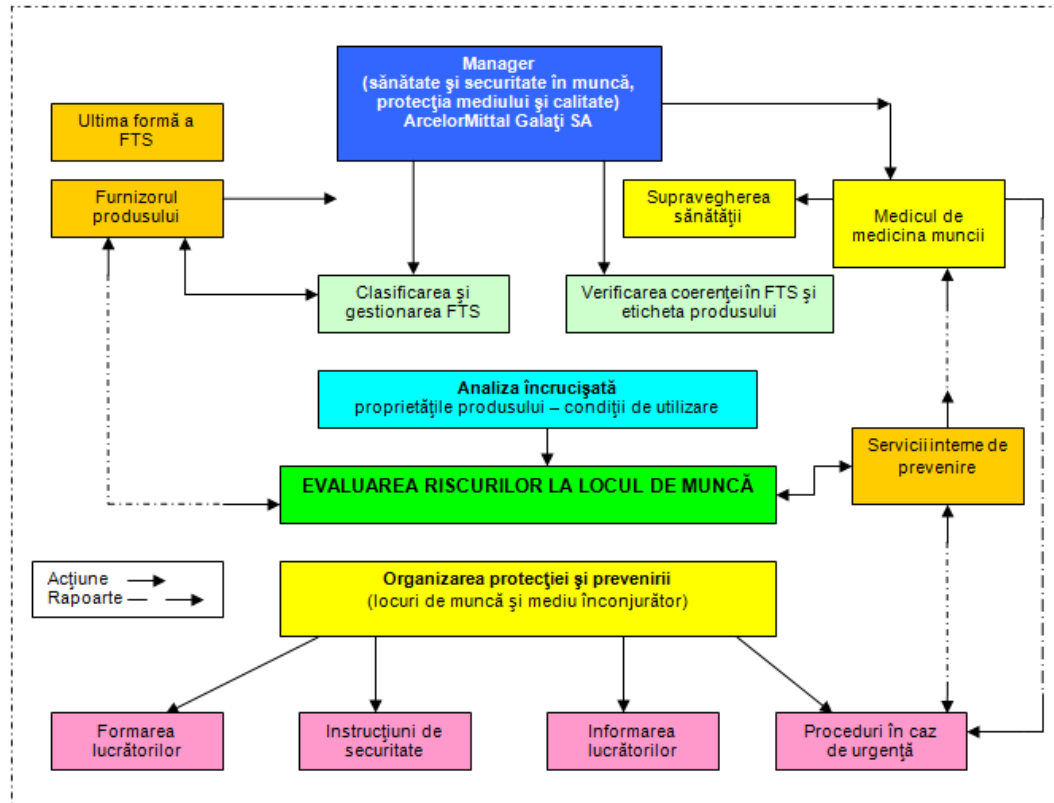 Manager
(sănătate şi securitate în muncă,
protecţia mediului şi calitate)
ArcelorMittal Galaţi SA
Ultima formă a
FTS
Furnizorul
produsului
Supravegherea
sănătăţii
Medicul de
medicina muncii
Clasificarea şi
gestionarea FTS
Verificarea coerenţei în FTS şi
eticheta produsului
Analiza încrucişată
proprietăţile produsului – condiţii de utilizare
Servicii interne de
prevenire
EVALUAREA RISCURILOR LA LOCUL DE MUNCĂ
Acţiune
Rapoarte
Organizarea protecţiei şi prevenirii
(locuri de muncă şi mediu înconjurător)
Formarea
lucrătorilor
Instrucţiuni de
securitate
Informarea
lucrătorilor
Proceduri în caz
de urgenţă